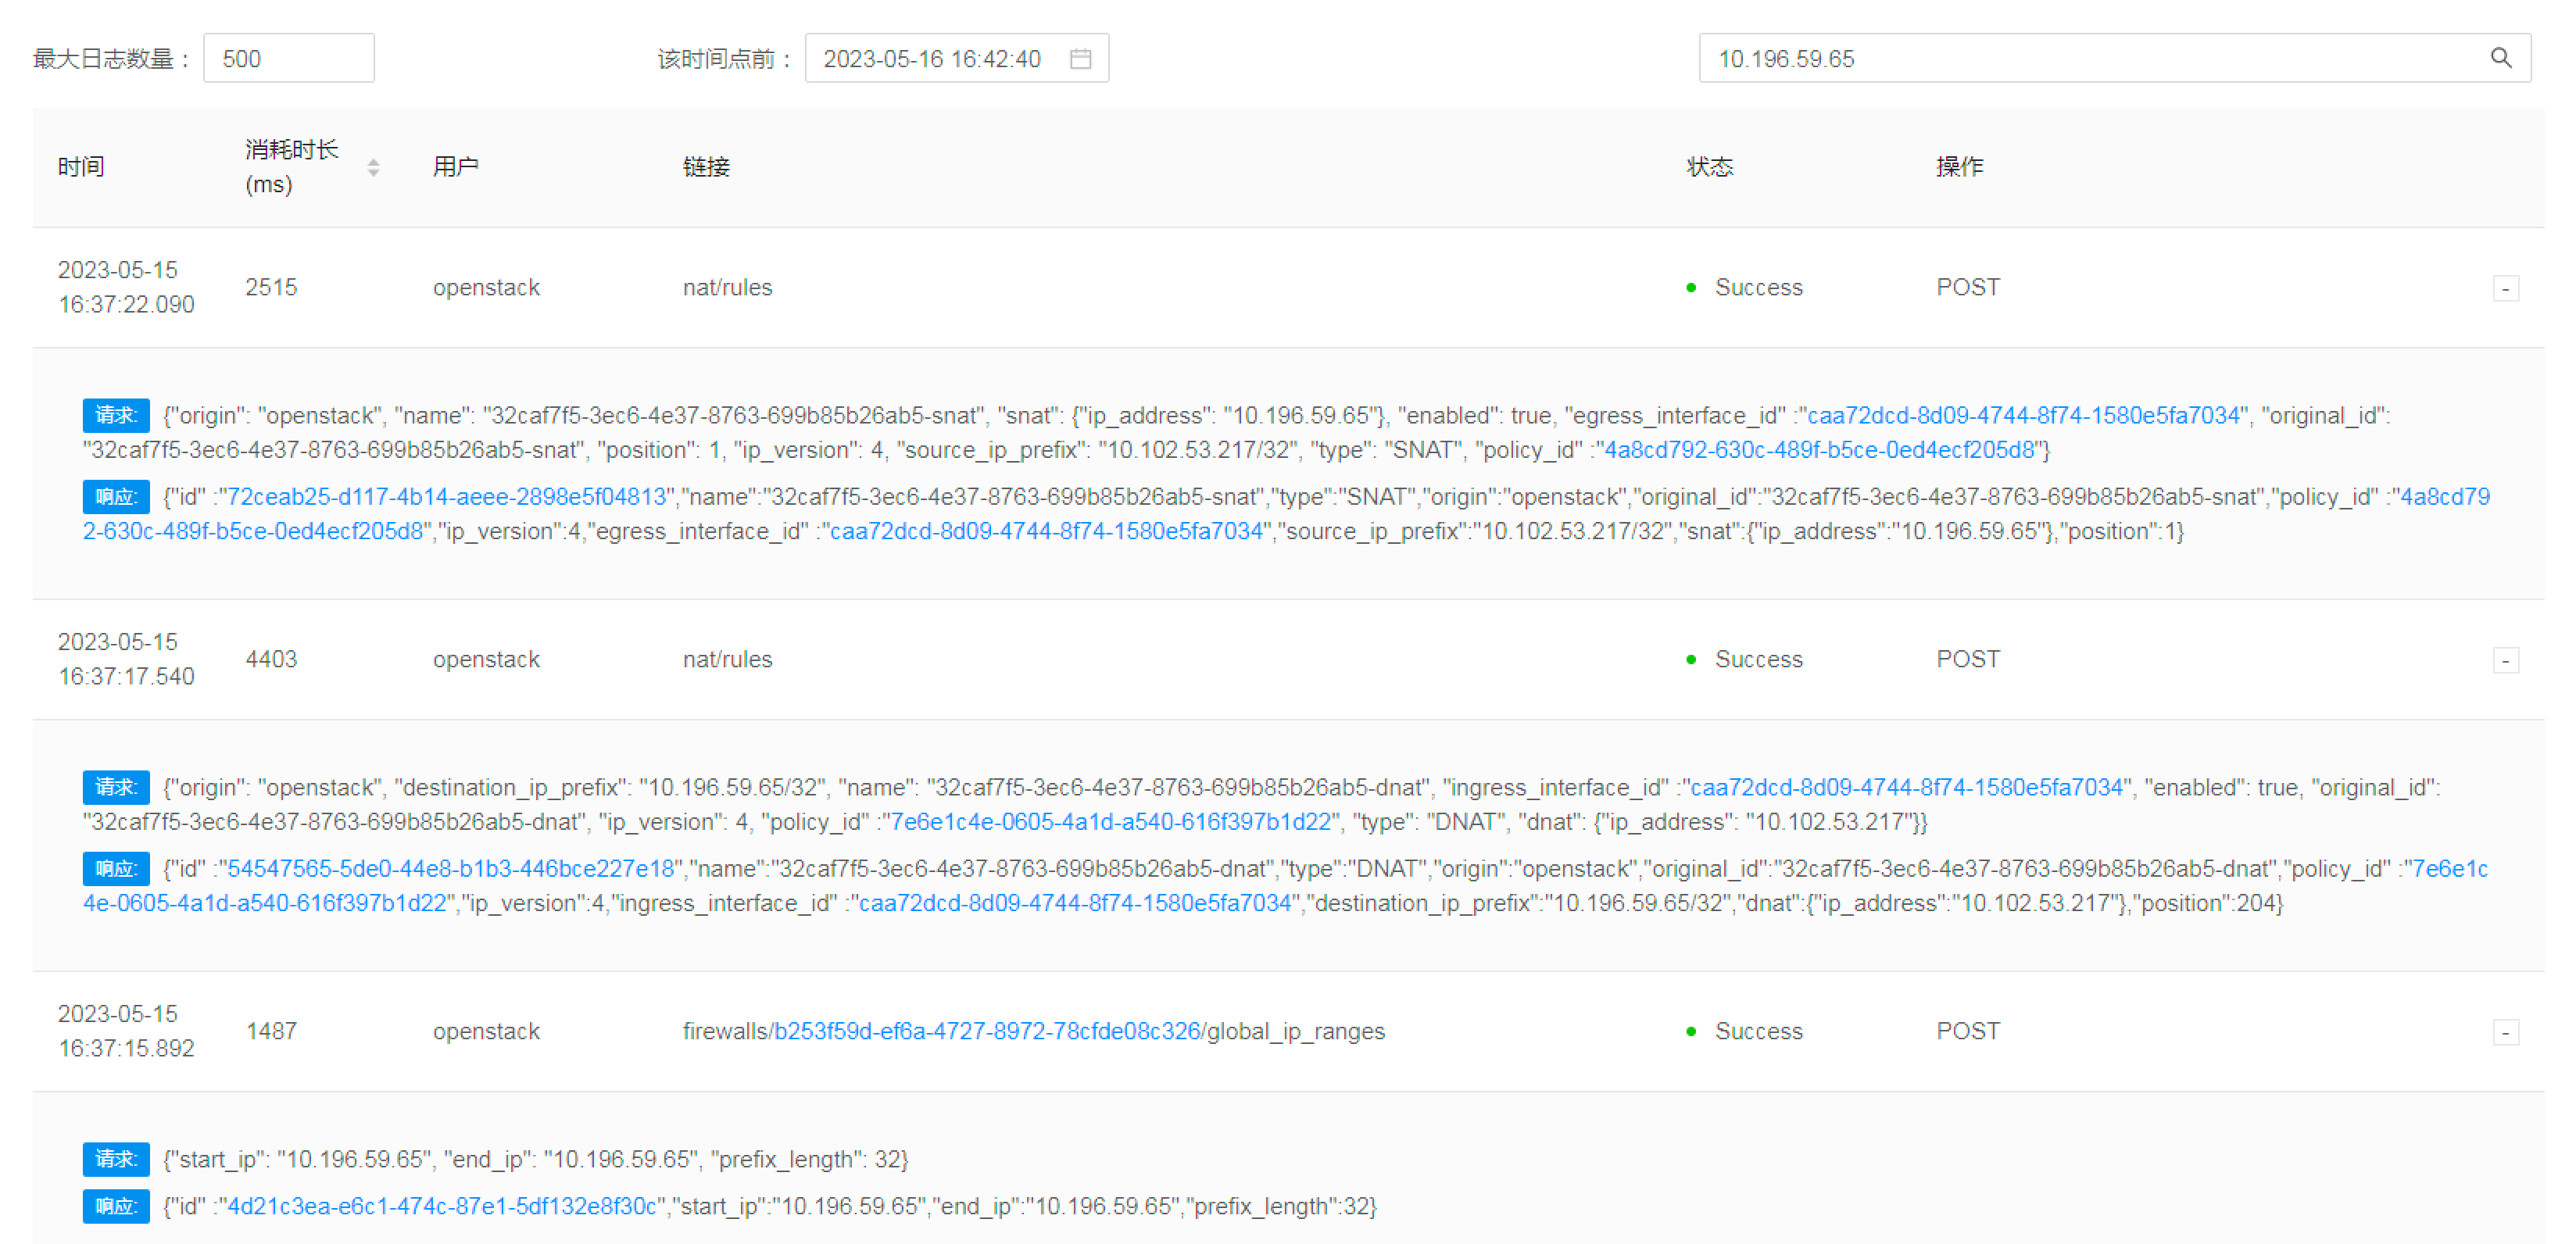 最大日志数量： 500 该时间点前： 2023-05-16 16:42:40 10.196.59.65
时间 消耗时长 (ms) 用户 链接 状态 操作
2023-05-15 16:37:22.090 2515 openstack nat/rules Success POST -
请求: {"origin": "openstack", "name": "32caf7f5-3ec6-4e37-8763-699b85b26ab5-snat", "snat": {"ip_address": "10.196.59.65"}, "enabled": true, "egress_interface_id" :"caa72dcd-8d09-4744-8f74-1580e5fa7034", "original_id":
"32caf7f5-3ec6-4e37-8763-699b85b26ab5-snat", "position": 1, "ip_version": 4, "source_ip_prefix": "10.102.53.217/32", "type": "SNAT", "policy_id" :"4a8cd792-630c-489f-b5ce-0ed4ecf205d8"}
响应: {"id" :"72ceab25-d117-4b14-aeee-2898e5f04813","name":"32caf7f5-3ec6-4e37-8763-699b85b26ab5-snat","type":"SNAT","origin":"openstack","original_id":"32caf7f5-3ec6-4e37-8763-699b85b26ab5-snat","policy_id" :"4a8cd79
2-630c-489f-b5ce-0ed4ecf205d8","ip_version":4,"egress_interface_id" :"caa72dcd-8d09-4744-8f74-1580e5fa7034","source_ip_prefix":"10.102.53.217/32","snat":{"ip_address":"10.196.59.65"},"position":1}
2023-05-15 16:37:17.540 4403 openstack nat/rules Success POST -
请求: {"origin": "openstack", "destination_ip_prefix": "10.196.59.65/32", "name": "32caf7f5-3ec6-4e37-8763-699b85b26ab5-dnat", "ingress_interface_id" :"caa72dcd-8d09-4744-8f74-1580e5fa7034", "enabled": true, "original_id":
"32caf7f5-3ec6-4e37-8763-699b85b26ab5-dnat", "ip_version": 4, "policy_id" :"7e6e1c4e-0605-4a1d-a540-616f397b1d22", "type": "DNAT", "dnat": {"ip_address": "10.102.53.217"}}
响应: {"id" :"54547565-5de0-44e8-b1b3-446bce227e18","name":"32caf7f5-3ec6-4e37-8763-699b85b26ab5-dnat","type":"DNAT","origin":"openstack","original_id":"32caf7f5-3ec6-4e37-8763-699b85b26ab5-dnat","policy_id" :"7e6e1c
4e-0605-4a1d-a540-616f397b1d22","ip_version":4,"ingress_interface_id" :"caa72dcd-8d09-4744-8f74-1580e5fa7034","destination_ip_prefix":"10.196.59.65/32","dnat":{"ip_address":"10.102.53.217"},"position":204}
2023-05-15 16:37:15.892 1487 openstack firewalls/b253f59d-ef6a-4727-8972-78cfde08c326/global_ip_ranges Success POST -
请求: {"start_ip": "10.196.59.65", "end_ip": "10.196.59.65", "prefix_length": 32}
响应: {"id" :"4d21c3ea-e6c1-474c-87e1-5df132e8f30c","start_ip":"10.196.59.65","end_ip":"10.196.59.65","prefix_length":32}